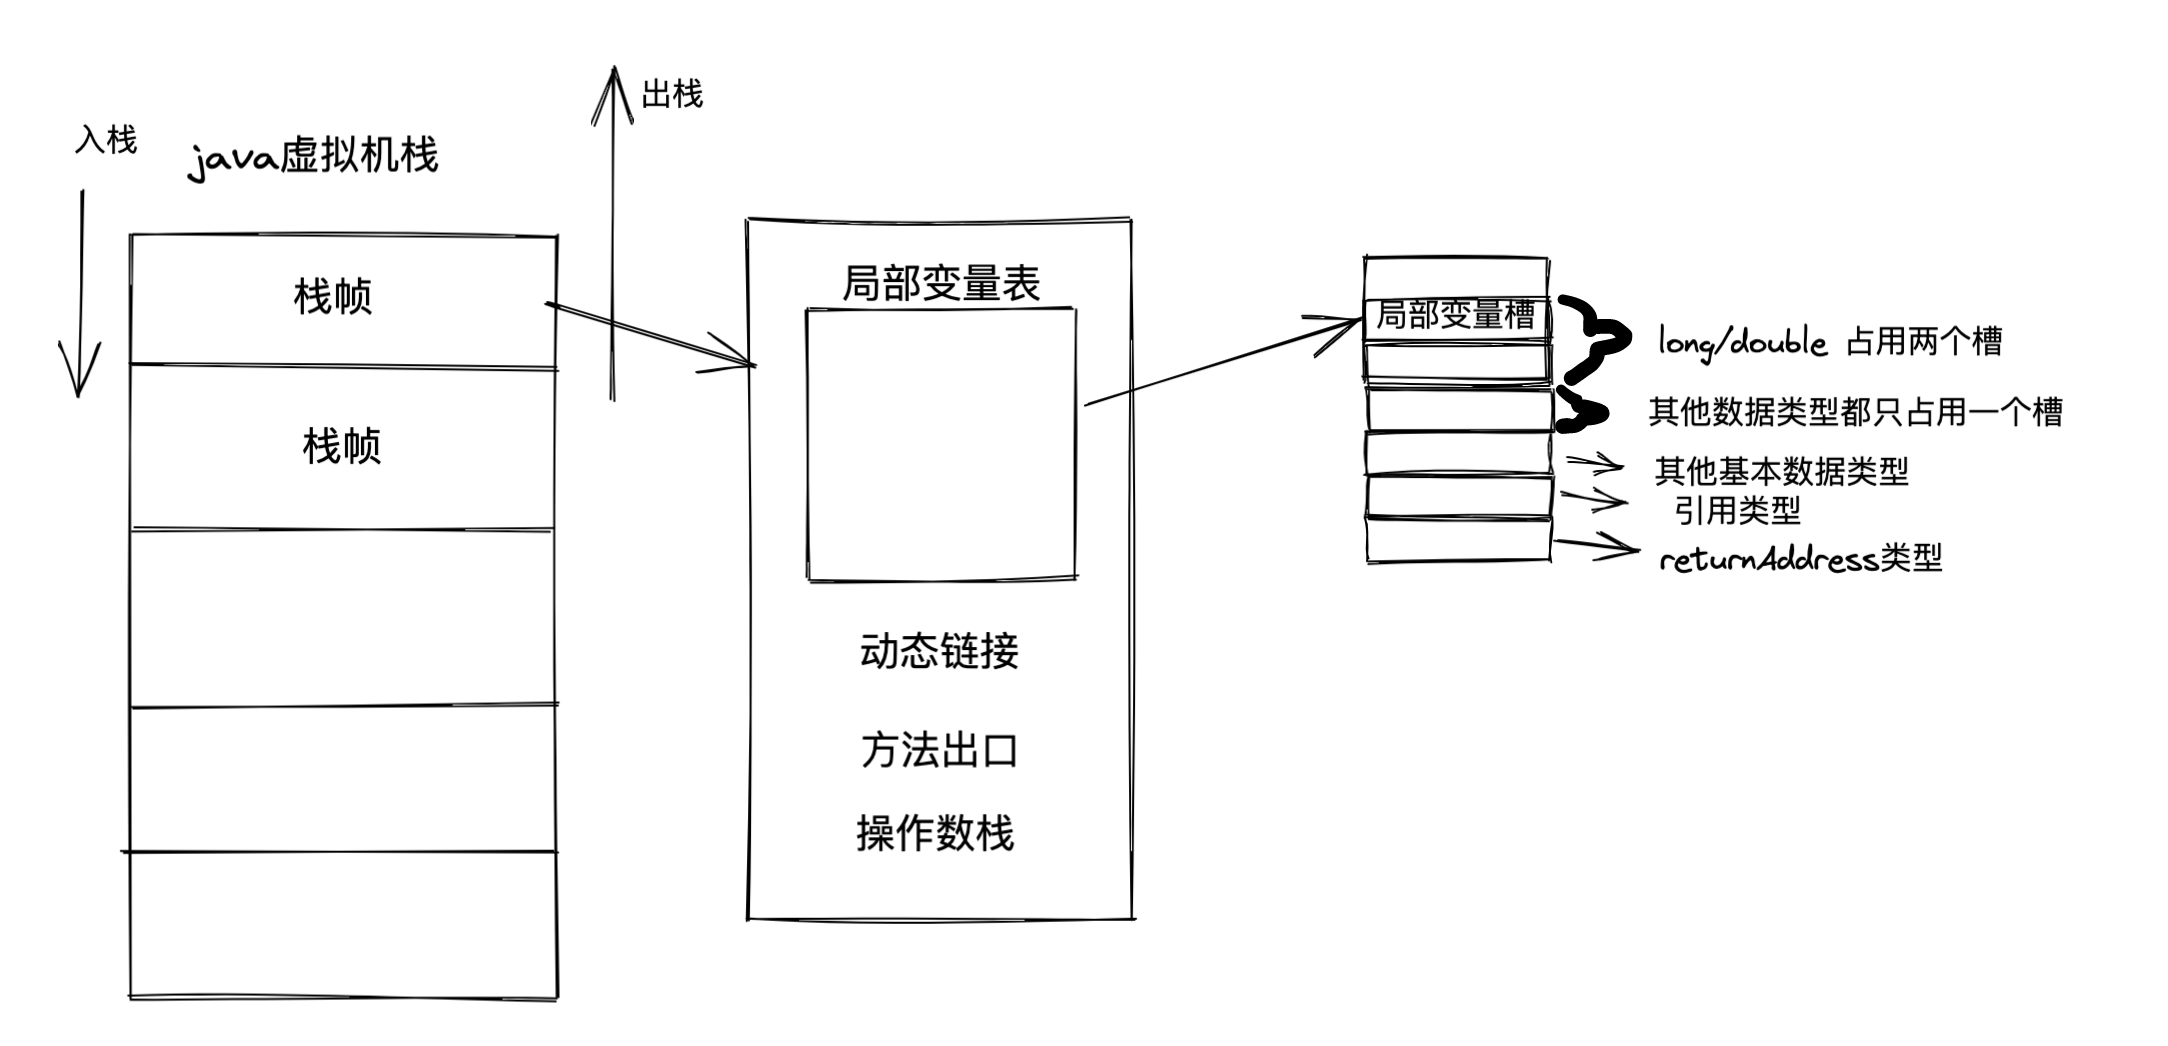 入栈
java虚拟机栈
出栈
栈帧
栈帧
局部变量表
动态链接
方法出口
操作数栈
局部变量槽
long/double 占用两个槽
其他数据类型都只占用一个槽
其他基本数据类型
引用类型
returnAddress类型